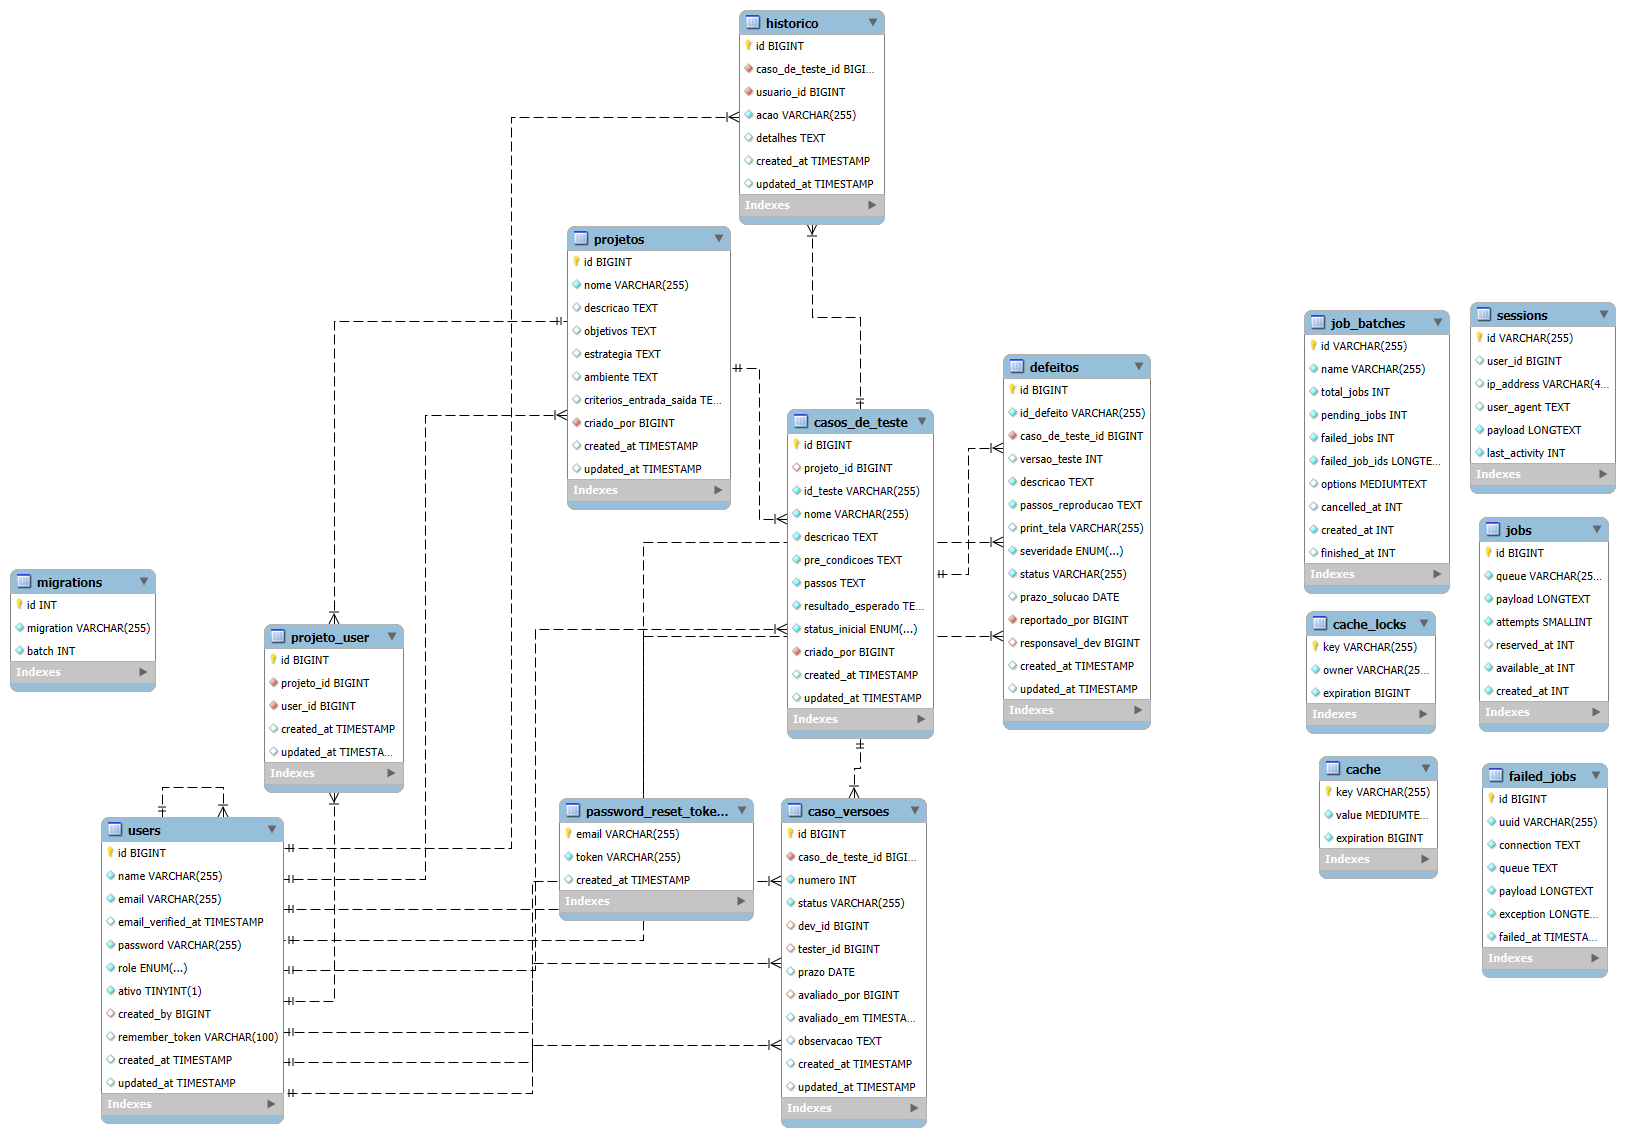 historico
id BIGINT
caso_de_teste_id BIGI...
usuario_id BIGINT
acao VARCHAR(255)
detalhes TEXT
created_at TIMESTAMP
updated_at TIMESTAMP
Indexes
projetos
id BIGINT
nome VARCHAR(255)
descricao TEXT
objetivos TEXT
estrategia TEXT
ambiente TEXT
criterios_entrada_saida TE...
criado_por BIGINT
created_at TIMESTAMP
updated_at TIMESTAMP
Indexes
casos_de_teste
id BIGINT
projeto_id BIGINT
id_teste VARCHAR(255)
nome VARCHAR(255)
descricao TEXT
pre_condicoes TEXT
passos TEXT
resultado_esperado TE...
status_inicial ENUM(...)
criado_por BIGINT
created_at TIMESTAMP
updated_at TIMESTAMP
Indexes
defeitos
id BIGINT
id_defeito VARCHAR(255)
caso_de_teste_id BIGINT
versao_teste INT
descricao TEXT
passos_reproducao TEXT
print_tela VARCHAR(255)
severidade ENUM(...)
status VARCHAR(255)
prazo_solucao DATE
reportado_por BIGINT
responsavel_dev BIGINT
created_at TIMESTAMP
updated_at TIMESTAMP
Indexes
job_batches
id VARCHAR(255)
name VARCHAR(255)
total_jobs INT
pending_jobs INT
failed_jobs INT
failed_job_ids LONGTE...
options MEDIUMTEXT
cancelled_at INT
created_at INT
finished_at INT
Indexes
sessions
id VARCHAR(255)
user_id BIGINT
ip_address VARCHAR(4...
user_agent TEXT
payload LONGTEXT
last_activity INT
Indexes
jobs
id BIGINT
queue VARCHAR(25...
payload LONGTEXT
attempts SMALLINT
reserved_at INT
available_at INT
created_at INT
Indexes
migrations
id INT
migration VARCHAR(255)
batch INT
Indexes
projeto_user
id BIGINT
projeto_id BIGINT
user_id BIGINT
created_at TIMESTAMP
updated_at TIMESTA...
Indexes
cache_locks
key VARCHAR(255)
owner VARCHAR(25...
expiration BIGINT
Indexes
cache
key VARCHAR(255)
value MEDIUMTE...
expiration BIGINT
Indexes
failed_jobs
id BIGINT
uuid VARCHAR(255)
connection TEXT
queue TEXT
payload LONGTEXT
exception LONGTE...
failed_at TIMESTA...
Indexes
users
id BIGINT
name VARCHAR(255)
email VARCHAR(255)
email_verified_at TIMESTAMP
password VARCHAR(255)
role ENUM(...)
ativo TINYINT(1)
created_by BIGINT
remember_token VARCHAR(100)
created_at TIMESTAMP
updated_at TIMESTAMP
Indexes
password_reset_toke...
email VARCHAR(255)
token VARCHAR(255)
created_at TIMESTAMP
Indexes
caso_versoes
id BIGINT
caso_de_teste_id BIGI...
numero INT
status VARCHAR(255)
dev_id BIGINT
tester_id BIGINT
prazo DATE
avaliado_por BIGINT
avaliado_em TIMESTA...
observacao TEXT
created_at TIMESTAMP
updated_at TIMESTAMP
Indexes